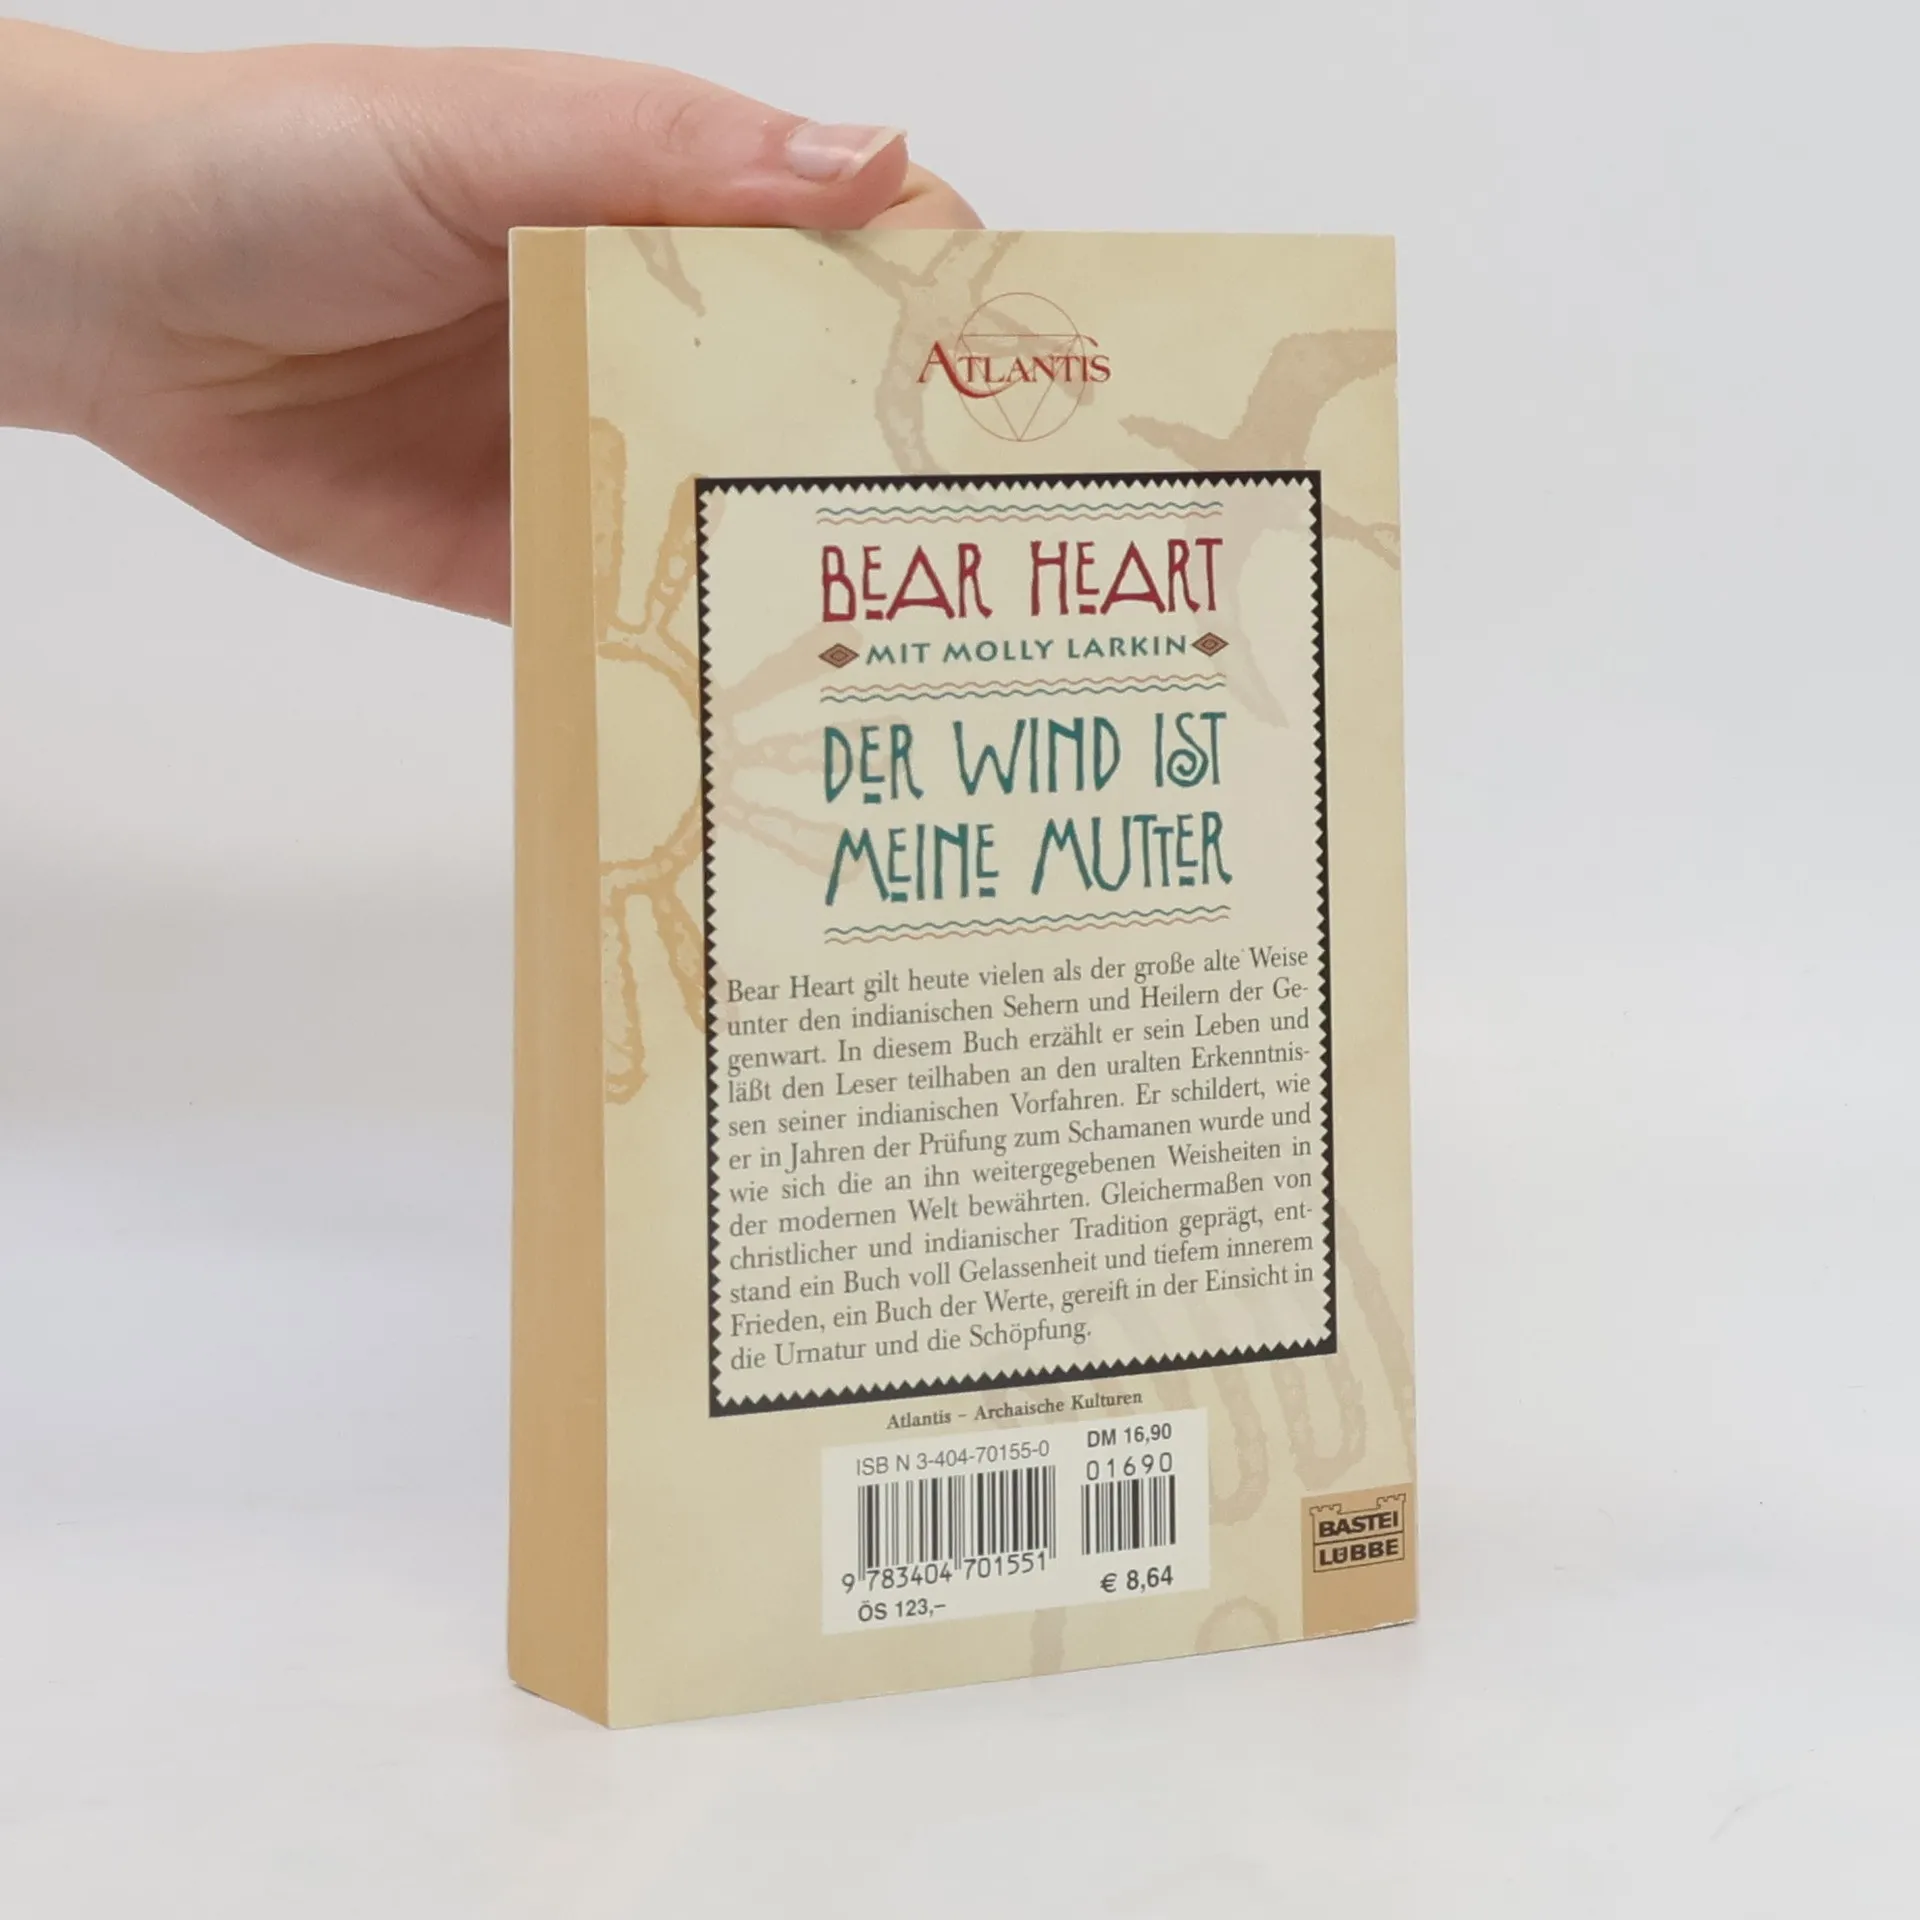 ATLANTIS
BEAR HEART
MIT MOLLY LARKIN
DER WIND IST
MEINE MUTTER
Bear Heart gilt heute vielen als der große alte Weise
unter den indianischen Sehern und Heilern der Ge-
genwart. In diesem Buch erzählt er sein Leben und
läßt den Leser teilhaben an den uralten Erkenntnis-
sen seiner indianischen Vorfahren. Er schildert, wie
er in Jahren der Prüfung zum Schamanen wurde und
wie sich die an ihn weitergegebenen Weisheiten in
der modernen Welt bewährten. Gleichermaßen von
christlicher und indianischer Tradition geprägt, ent-
stand ein Buch voll Gelassenheit und tiefem innerem
Frieden, ein Buch der Werte, gereift in der Einsicht in
die Urnatur und die Schöpfung.
Atlantis – Archaische Kulturen
ISB N 3-404-70155-0
DM 16,90
01690
9 783404 701551
€ 8,64
ÖS 123,–
BASTEI
LÜBBE